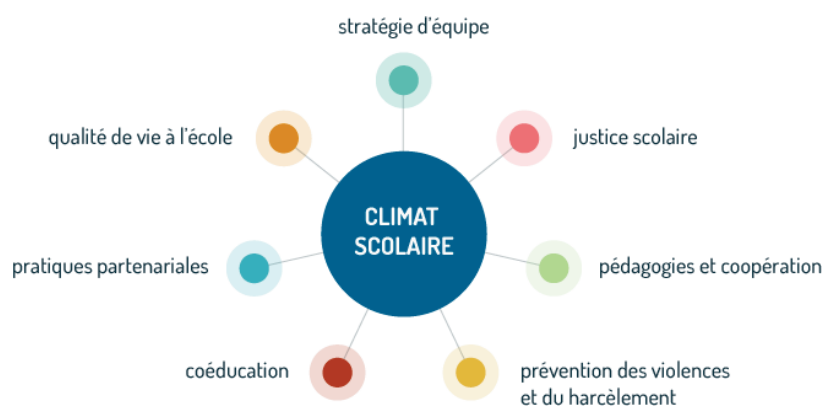 stratégie d'équipe
qualité de vie à l'école
justice scolaire
CLIMAT
SCOLAIRE
pratiques partenariales
pédagogies et coopération
coéducation
prévention des violences
et du harcèlement